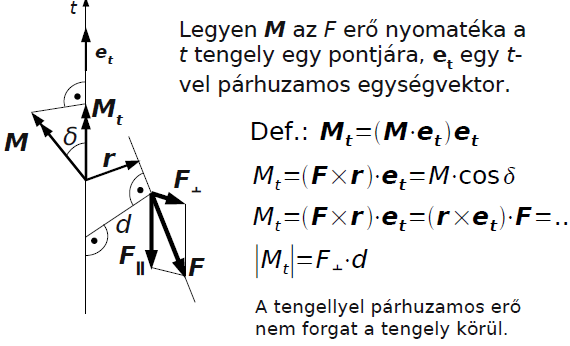 t
Legyen M az F erő nyomatéka a
t tengely egy pontjára, e_t egy t-
vel párhuzamos egységvektor.
e_t
M
M_t
δ
r
F_⊥
d
F_∥
F
Def.: M_t=(M·e_t)e_t
M_t=(F×r)·e_t=M·cosδ
M_t=(F×r)·e_t=(r×e_t)·F=..
|M_t|=F_⊥·d
A tengellyel párhuzamos erő
nem forgat a tengely körül.